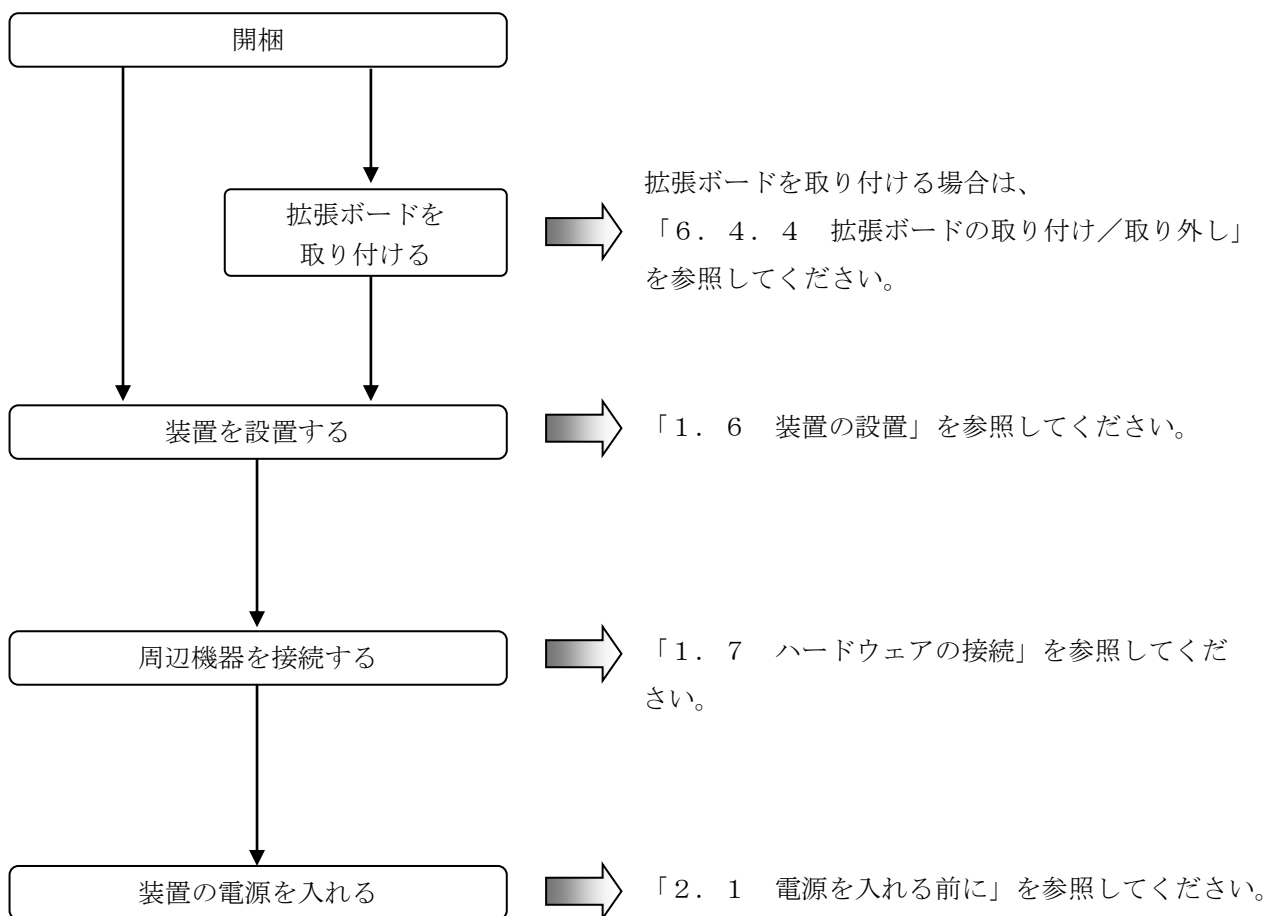 開梱
拡張ボードを
取り付ける
拡張ボードを取り付ける場合は、
「６．４．４　拡張ボードの取り付け／取り外し」
を参照してください。
装置を設置する
「１．６　装置の設置」を参照してください。
周辺機器を接続する
「１．７　ハードウェアの接続」を参照してくだ
さい。
装置の電源を入れる
「２．１　電源を入れる前に」を参照してください。